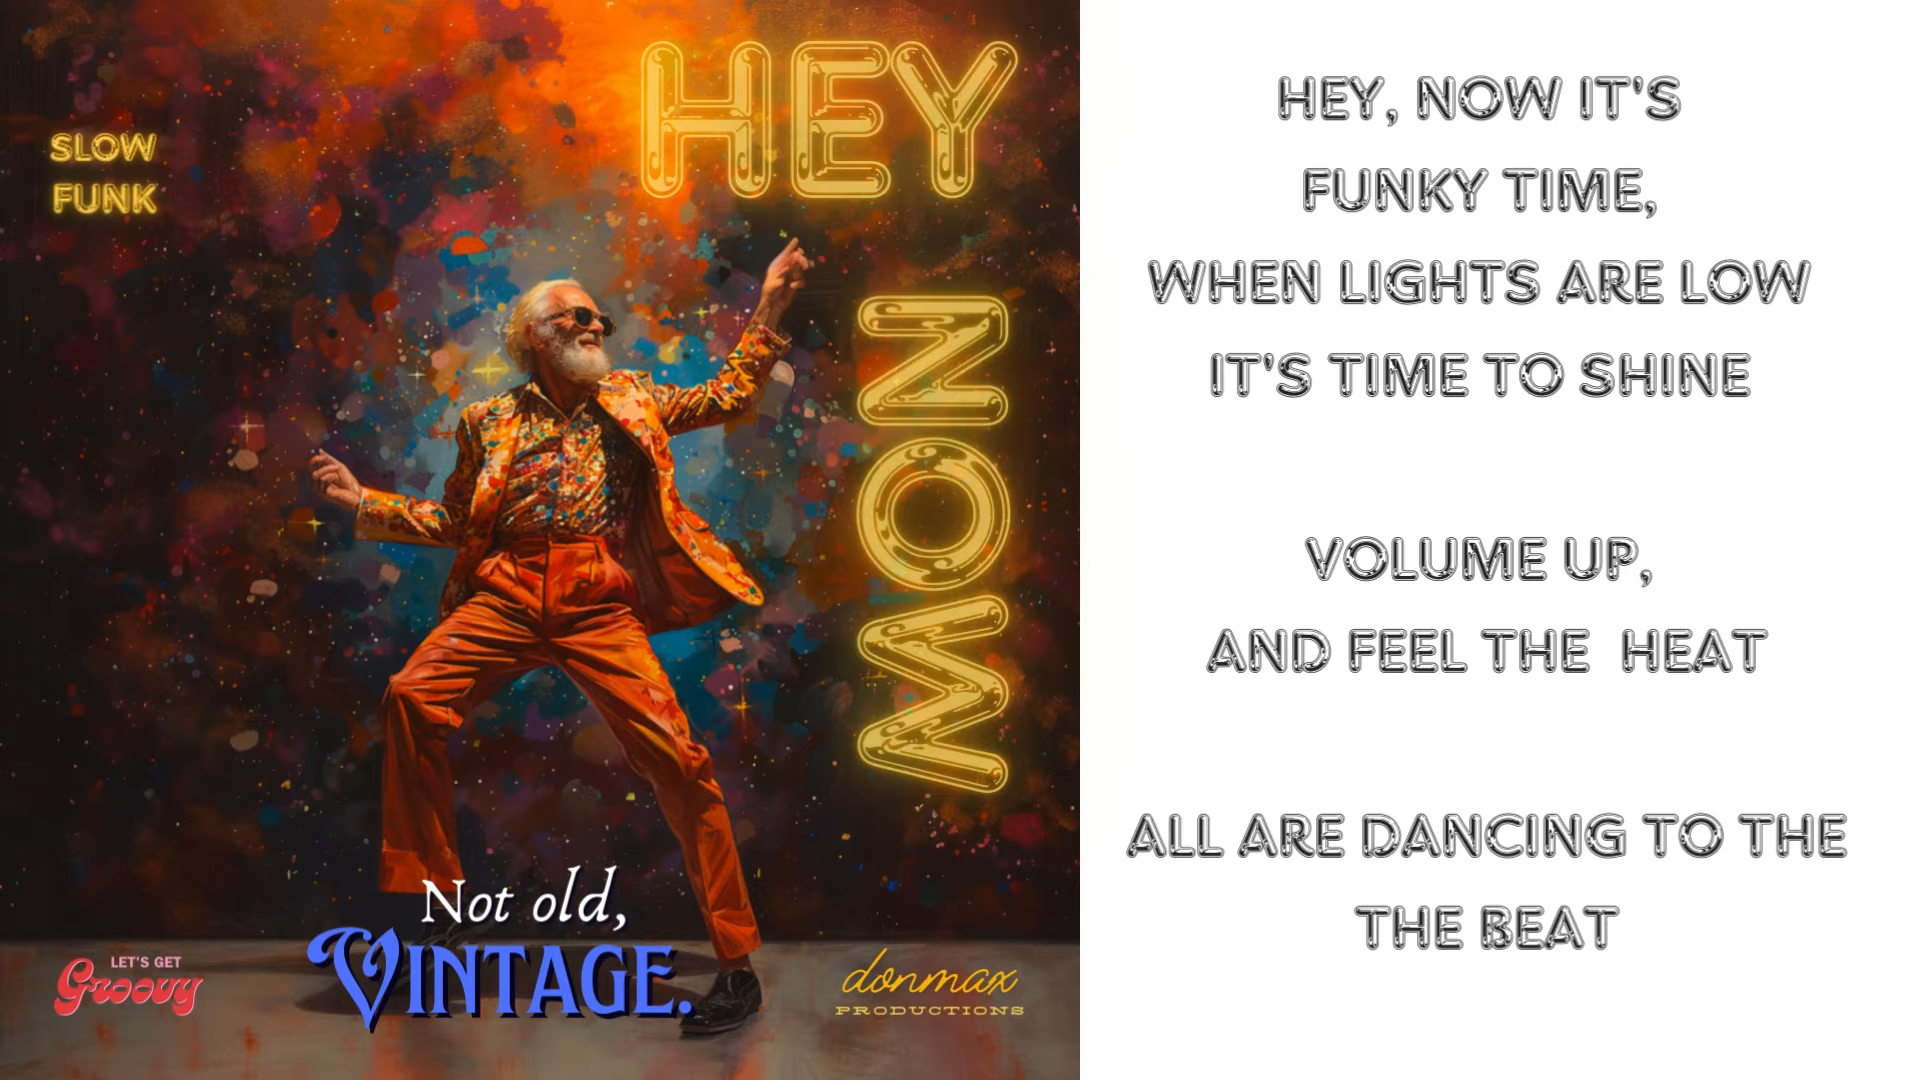 HEY
NOW
SLOW
FUNK
Not old,
VINTAGE.
LET'S GET
Groovy
donmax
PRODUCTIONS
HEY, NOW IT'S
FUNKY TIME,
WHEN LIGHTS ARE LOW
IT'S TIME TO SHINE
VOLUME UP,
AND FEEL THE HEAT
ALL ARE DANCING TO THE
THE BEAT